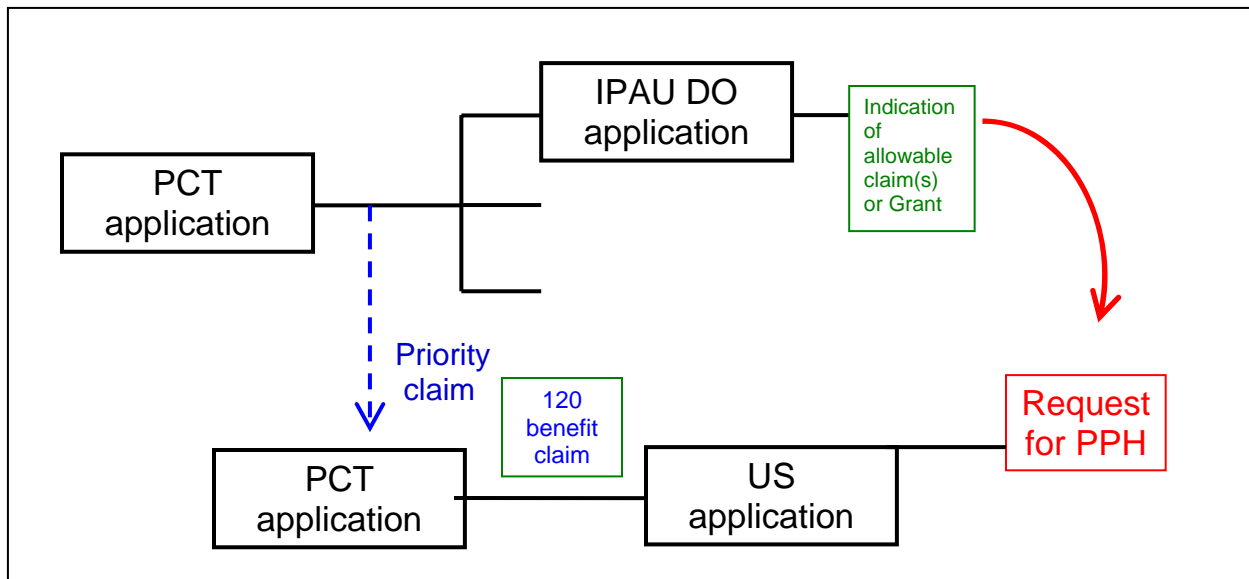 IPAU DO
application
Indication
of
allowable
claim(s)
or Grant
PCT
application
Priority
claim
120
benefit
claim
Request
for PPH
PCT
application
US
application